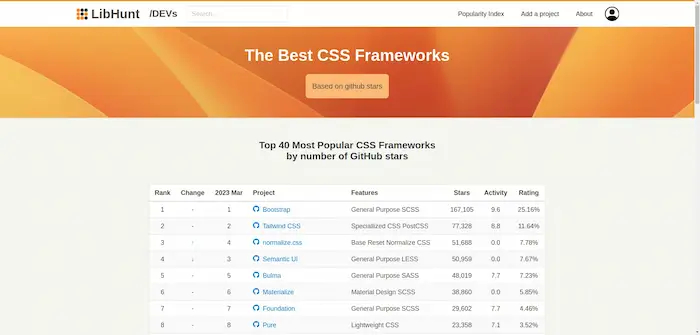 LibHunt /DEVs Search... Popularity Index Add a project About
The Best CSS Frameworks
Based on github stars
Top 40 Most Popular CSS Frameworks
by number of GitHub stars
Rank Change 2023 Mar Project Features Stars Activity Rating
1 - 1 Bootstrap General Purpose SCSS 167,105 9.6 25.16%
2 - 2 Tailwind CSS Specialized CSS PostCSS 77,328 8.8 11.64%
3 ↑ 4 normalize.css Base Reset Normalize CSS 51,688 0.0 7.78%
4 ↓ 3 Semantic UI General Purpose LESS 50,959 0.0 7.67%
5 - 5 Bulma General Purpose SASS 48,019 7.7 7.23%
6 - 6 Materialize Material Design SCSS 38,860 0.0 5.85%
7 - 7 Foundation General Purpose SCSS 29,602 7.7 4.46%
8 - 8 Pure Lightweight CSS 23,358 7.1 3.52%